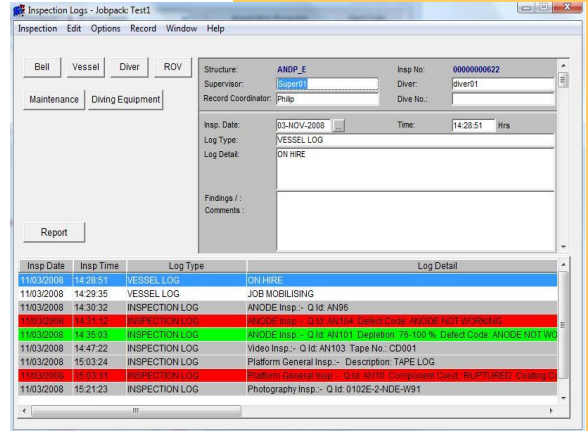 Inspection Logs - Jobpack: Test1
Inspection Edit Options Record Window Help
Bell Vessel Diver ROV
Maintenance Diving Equipment
Structure: ANDP_E Insp No: 00000000622
Supervisor: Super01 Diver: diver01
Record Coordinator: Philip Dive No.:
Insp. Date: 03-NOV-2008 ... Time: 14:28:51 Hrs
Log Type: VESSEL LOG
Log Detail: ON HIRE
Findings / :
Comments :
Report
Insp Date Insp Time Log Type Log Detail
11/03/2008 14:28:51 VESSEL LOG ON HIRE
11/03/2008 14:29:35 VESSEL LOG JOB MOBILISING
11/03/2008 14:30:32 INSPECTION LOG ANODE Insp.:- Q Id: AN96
11/03/2008 14:31:12 INSPECTION LOG ANODE Insp.:- Q Id: AN104 Defect Code: ANODE NOT WORKING
11/03/2008 14:35:03 INSPECTION LOG ANODE Insp.:- Q Id: AN101 Depletion: 75-100 % Defect Code: ANODE NOT WO
11/03/2008 14:47:22 INSPECTION LOG Video Insp.:- Q Id: AN103 Tape No.: CD001
11/03/2008 15:03:24 INSPECTION LOG Platform General Insp.:- Description: TAPE LOG
11/03/2008 15:03:31 INSPECTION LOG Platform General Insp.:- Q Id: AN10 Component Cond.: RUPTURED Coating C
11/03/2008 15:21:23 INSPECTION LOG Photography Insp.:- Q Id: 0102E-2-NDE-W91